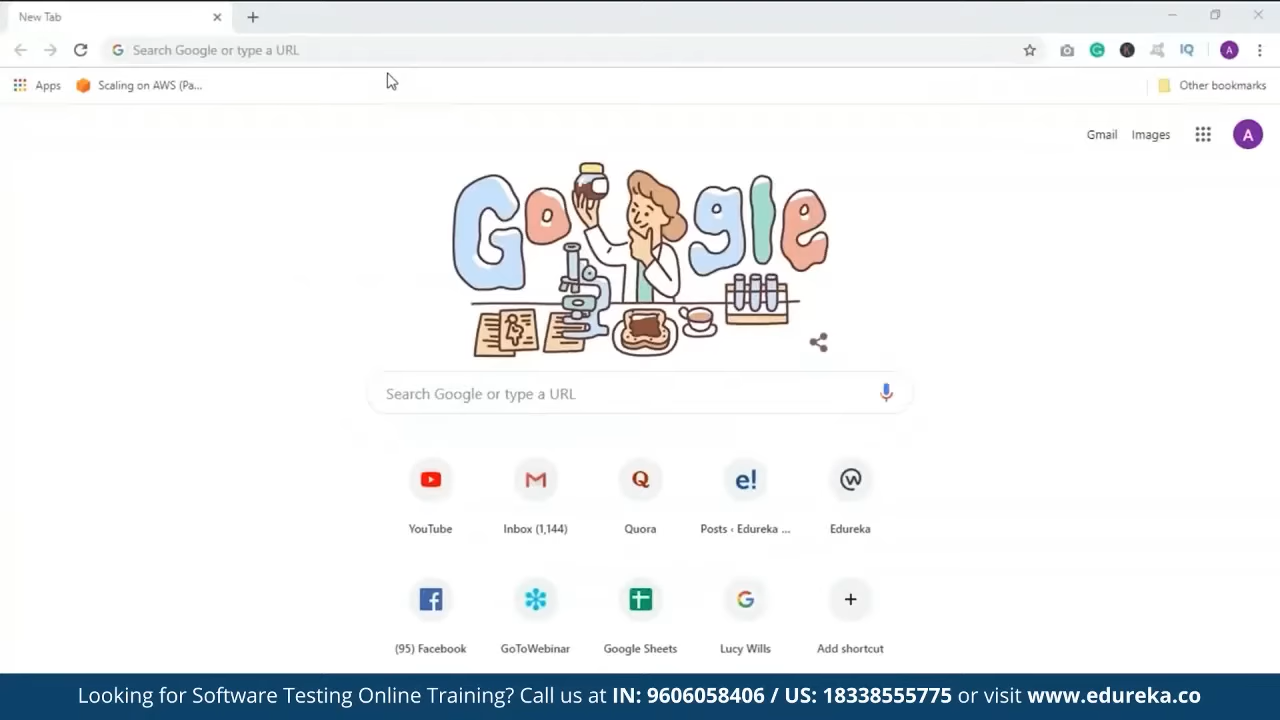 New Tab
Search Google or type a URL
K
IQ
A
Apps
Scaling on AWS (Pa...
Other bookmarks
Gmail
Images
A
Google
Search Google or type a URL
Q
e!
YouTube
Inbox (1,144)
Quora
Posts ‹ Edureka ...
Edureka
(95) Facebook
GoToWebinar
Google Sheets
Lucy Wills
Add shortcut
Looking for Software Testing Online Training? Call us at IN: 9606058406 / US: 18338555775 or visit www.edureka.co